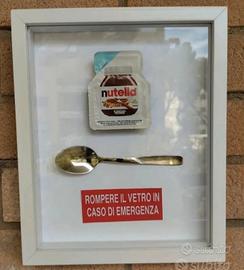 nutella
ROMPERE IL VETRO IN
CASO DI EMERGENZA